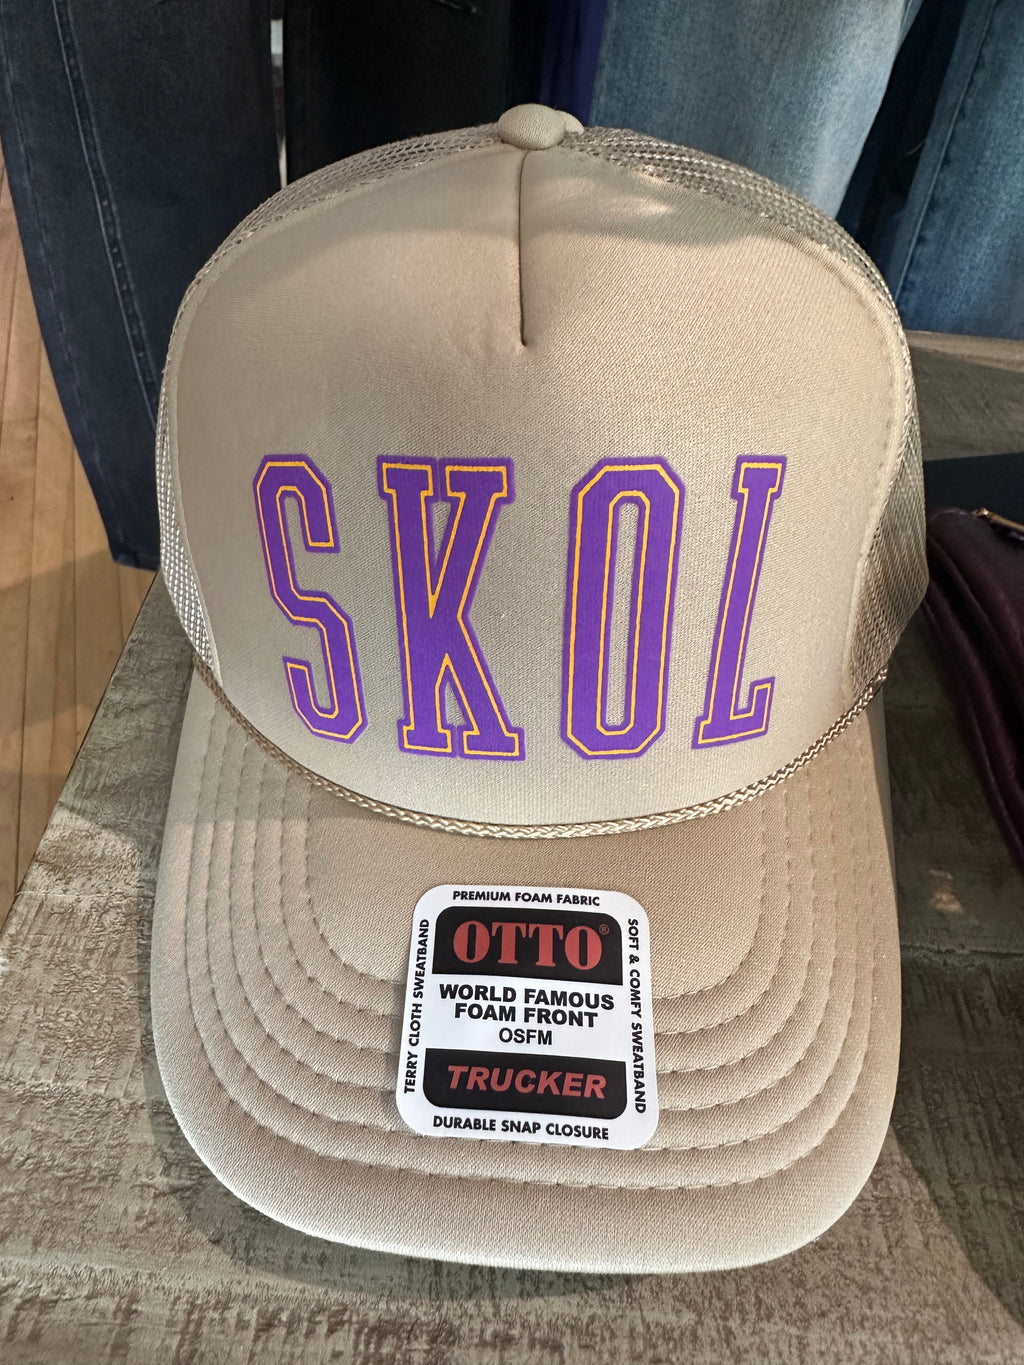 SKOL
PREMIUM FOAM FABRIC
OTTO®
WORLD FAMOUS
FOAM FRONT
OSFM
TRUCKER
DURABLE SNAP CLOSURE
TERRY CLOTH SWEATBAND
SOFT & COMFY SWEATBAND